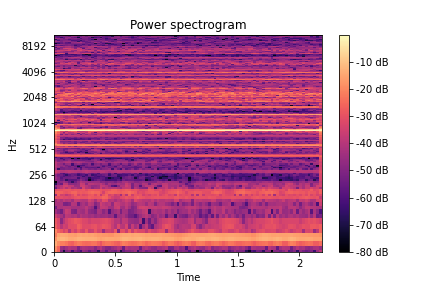 Power spectrogram
8192
4096
2048
1024
512
256
128
64
0
Hz
0
0.5
1
1.5
2
Time
-10 dB
-20 dB
-30 dB
-40 dB
-50 dB
-60 dB
-70 dB
-80 dB